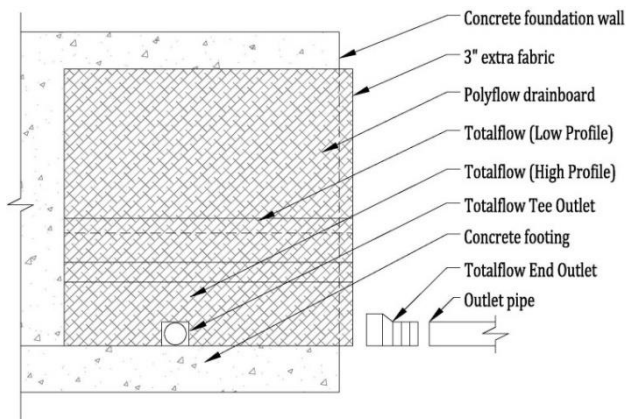 Concrete foundation wall
3" extra fabric
Polyflow drainboard
Totalflow (Low Profile)
Totalflow (High Profile)
Totalflow Tee Outlet
Concrete footing
Totalflow End Outlet
Outlet pipe